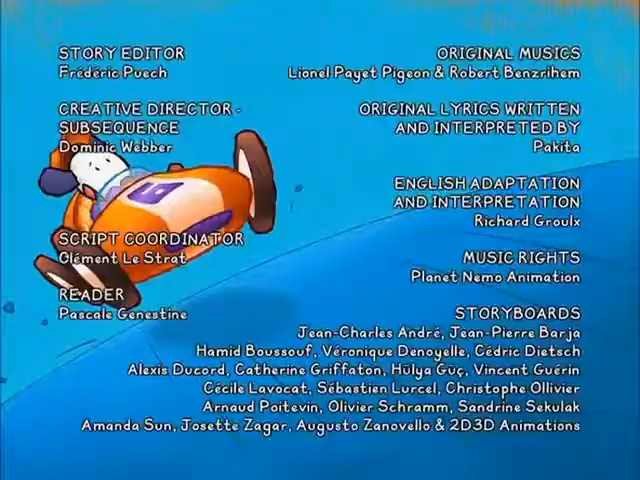 STORY EDITOR
Frédéric Puech
CREATIVE DIRECTOR -
SUBSEQUENCE
Dominic Webber
SCRIPT COORDINATOR
Clément Le Strat
READER
Pascale Genestine
ORIGINAL MUSICS
Lionel Payet Pigeon & Robert Benzrihem
ORIGINAL LYRICS WRITTEN
AND INTERPRETED BY
Pakita
ENGLISH ADAPTATION
AND INTERPRETATION
Richard Groulx
MUSIC RIGHTS
Planet Nemo Animation
STORYBOARDS
Jean-Charles André, Jean-Pierre Barja
Hamid Boussouf, Véronique Denoyelle, Cédric Dietsch
Alexis Ducord, Catherine Griffaton, Hülya Güç, Vincent Guérin
Cécile Lavocat, Sébastien Lurcel, Christophe Ollivier
Arnaud Poitevin, Olivier Schramm, Sandrine Sekulak
Amanda Sun, Josette Zagar, Augusto Zanovello & 2D3D Animations